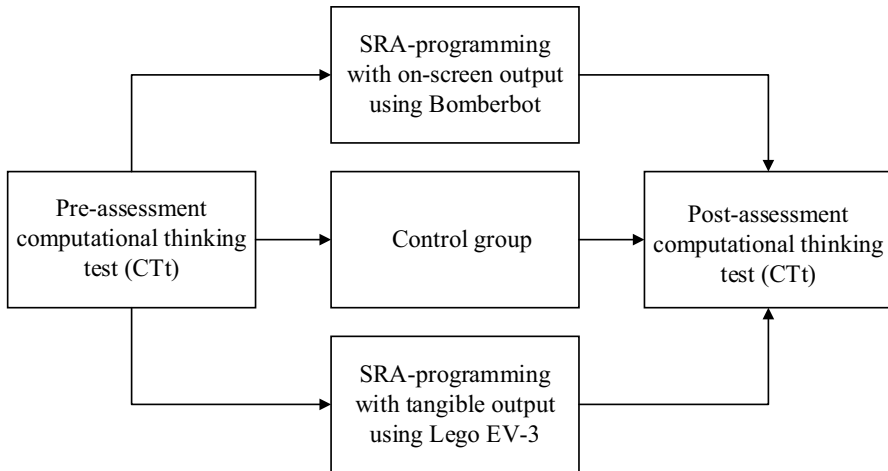 SRA-programming
with on-screen output
using Bomberbot
Pre-assessment
computational thinking
test (CTt)
Control group
Post-assessment
computational thinking
test (CTt)
SRA-programming
with tangible output
using Lego EV-3